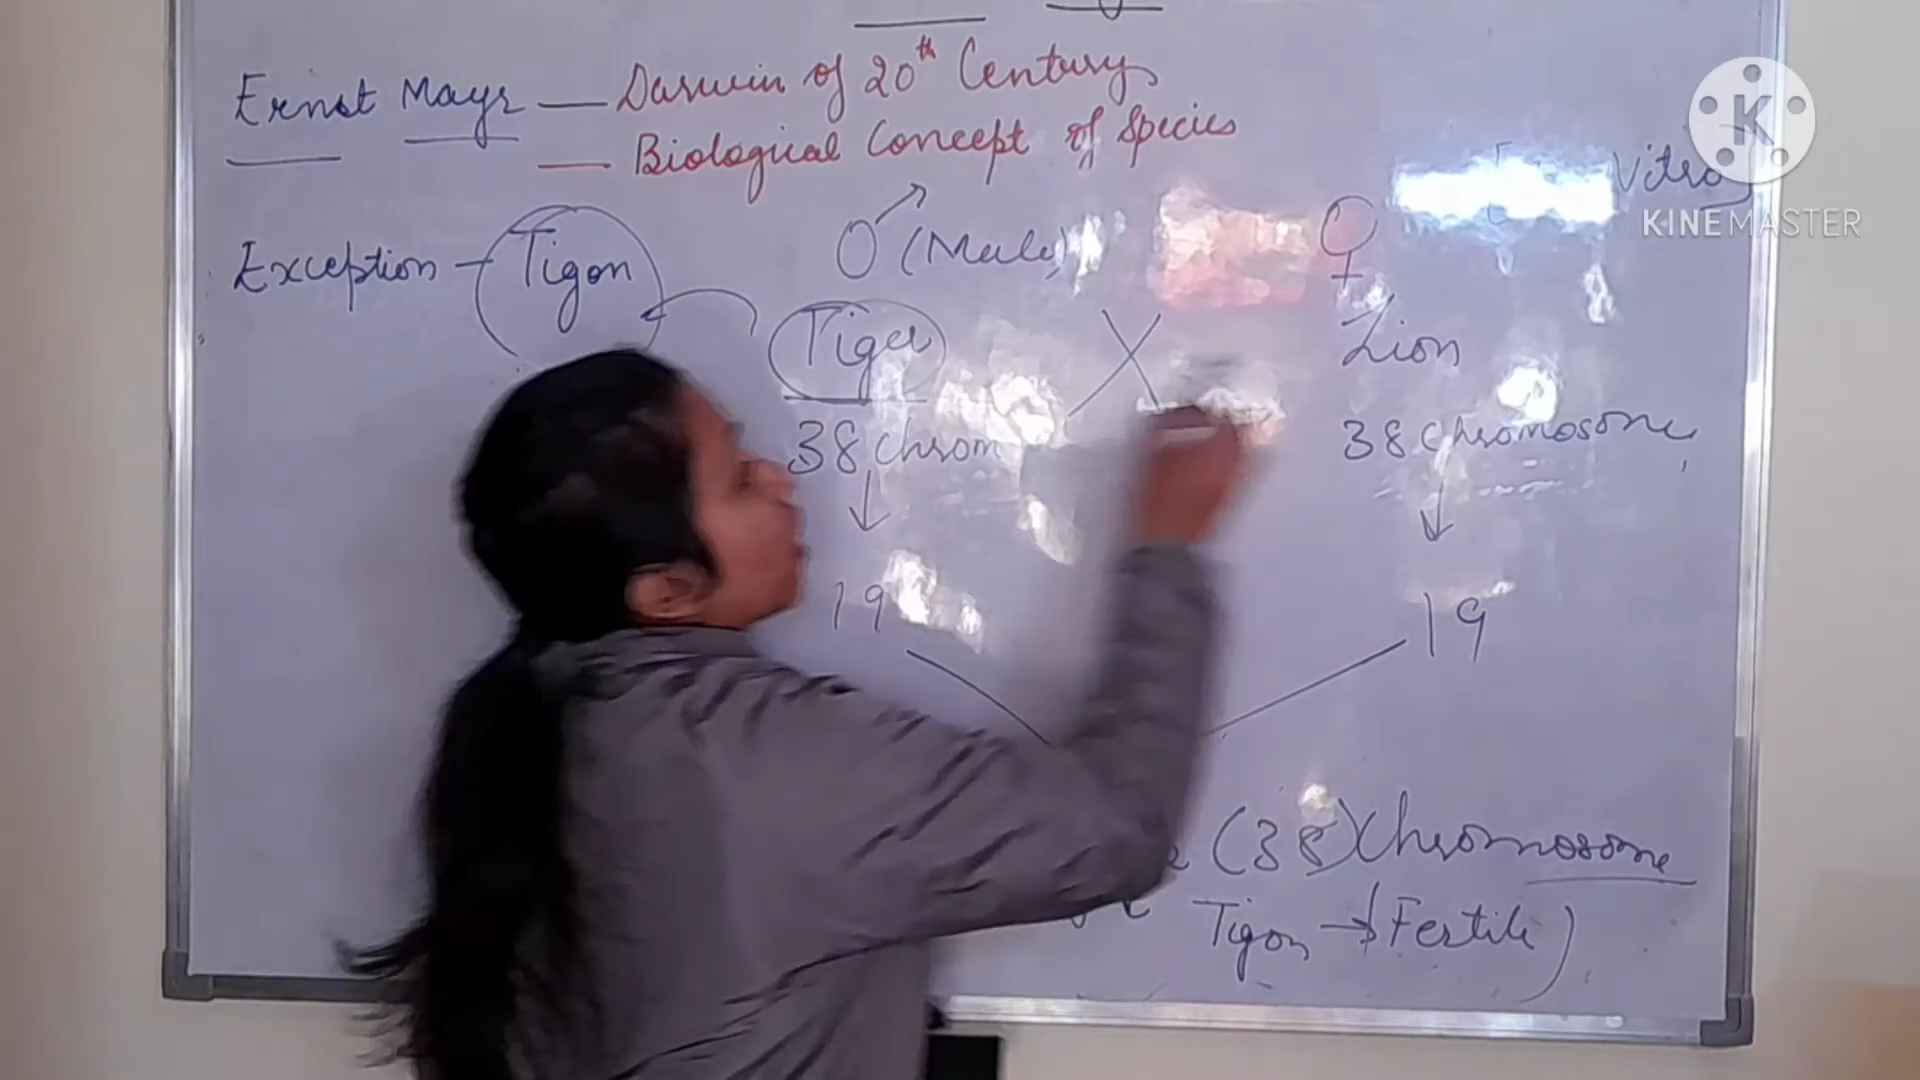 Ernst Mayr — Darwin of 20th Century
— Biological Concept of Species
Vitro
K
KINEMASTER
Exception - Tigon
(Male)
Tiger
X
Lion
38 chrom
38 chromosome
19
19
(38) Chromosome
Tigon → Fertile)